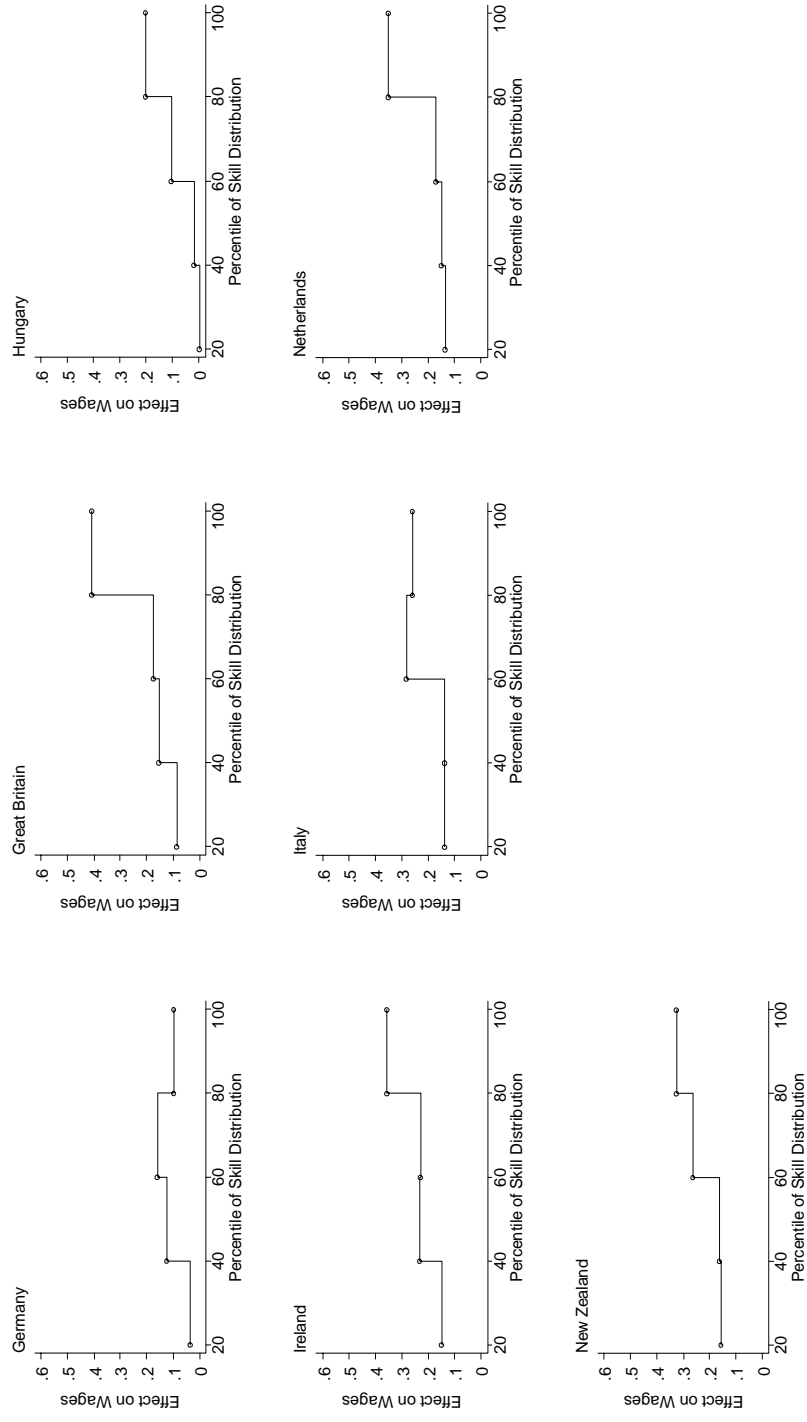 Germany
Effect on Wages
.6
.5
.4
.3
.2
.1
0
20 40 60 80 100
Percentile of Skill Distribution
Great Britain
Effect on Wages
.6
.5
.4
.3
.2
.1
0
20 40 60 80 100
Percentile of Skill Distribution
Hungary
Effect on Wages
.6
.5
.4
.3
.2
.1
0
20 40 60 80 100
Percentile of Skill Distribution
Ireland
Effect on Wages
.6
.5
.4
.3
.2
.1
0
20 40 60 80 100
Percentile of Skill Distribution
Italy
Effect on Wages
.6
.5
.4
.3
.2
.1
0
20 40 60 80 100
Percentile of Skill Distribution
Netherlands
Effect on Wages
.6
.5
.4
.3
.2
.1
0
20 40 60 80 100
Percentile of Skill Distribution
New Zealand
Effect on Wages
.6
.5
.4
.3
.2
.1
0
20 40 60 80 100
Percentile of Skill Distribution